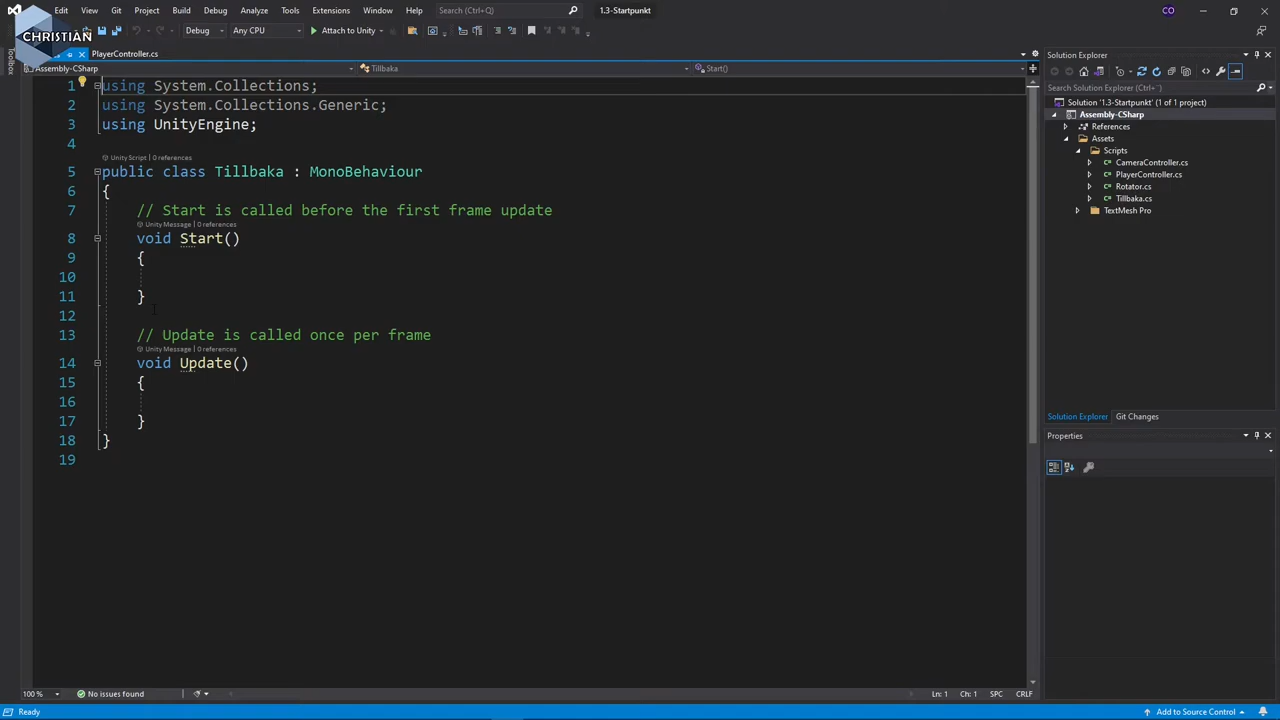 File Edit View Git Project Build Debug Analyze Tools Extensions Window Help Search (Ctrl+Q) 1.3-Startpunkt CO
CHRISTIAN
Debug Any CPU Attach to Unity
Toolbox
PlayerController.cs
Assembly-CSharp Tillbaka Start()
1 using System.Collections;
2 using System.Collections.Generic;
3 using UnityEngine;
4
Unity Script | 0 references
5 public class Tillbaka : MonoBehaviour
6 {
7 // Start is called before the first frame update
Unity Message | 0 references
8 void Start()
9 {
10
11 }
12
13 // Update is called once per frame
Unity Message | 0 references
14 void Update()
15 {
16
17 }
18 }
19
Solution Explorer
Search Solution Explorer (Ctrl+¨)
Solution '1.3-Startpunkt' (1 of 1 project)
Assembly-CSharp
References
Assets
Scripts
CameraController.cs
PlayerController.cs
Rotator.cs
Tillbaka.cs
TextMesh Pro
Solution Explorer Git Changes
Properties
100 % No issues found Ln: 1 Ch: 1 SPC CRLF
Ready Add to Source Control